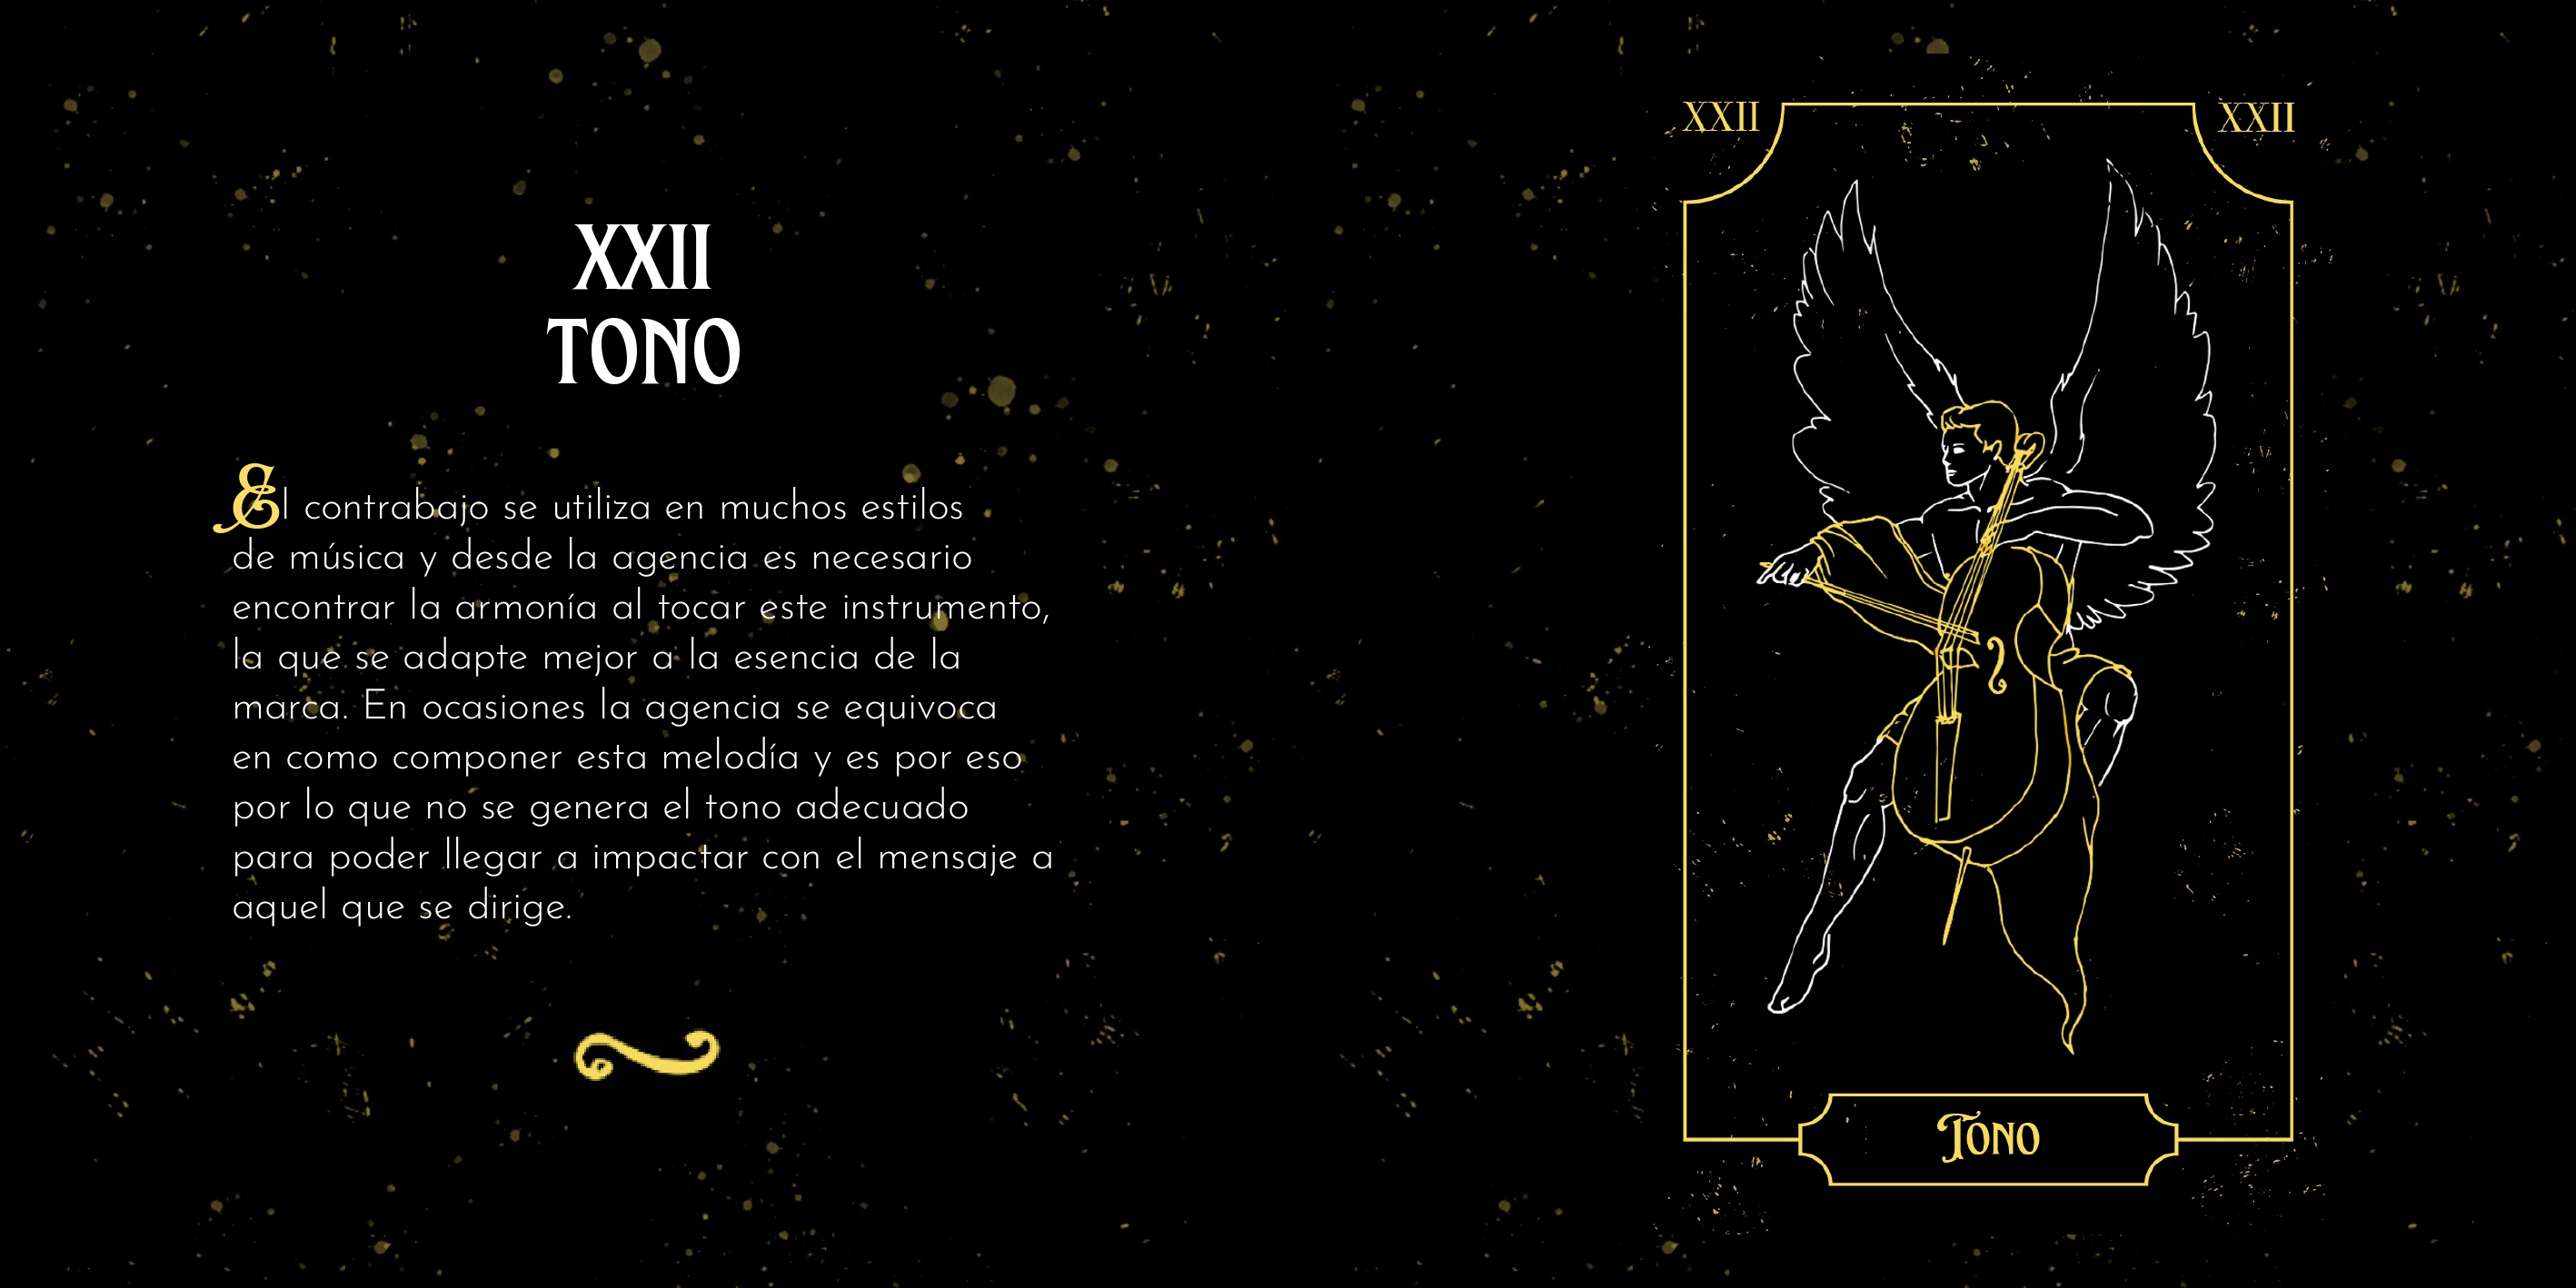 XXII
TONO
El contrabajo se utiliza en muchos estilos
de música y desde la agencia es necesario
encontrar la armonía al tocar este instrumento,
la que se adapte mejor a la esencia de la
marca. En ocasiones la agencia se equivoca
en como componer esta melodía y es por eso
por lo que no se genera el tono adecuado
para poder llegar a impactar con el mensaje a
aquel que se dirige.
XXII
XXII
Tono